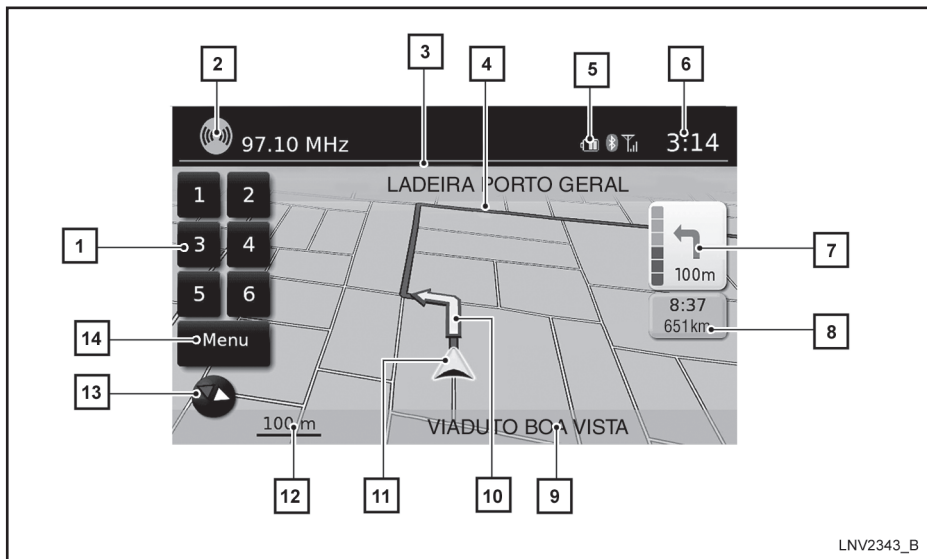 2
3
4
5
6
97.10 MHz
3:14
LADEIRA PORTO GERAL
1 2
1
3 4
7
100m
5 6
8:37
651km
8
14
Menu
13
100 m
VIADUTO BOA VISTA
12
11
10
9
LNV2343_B